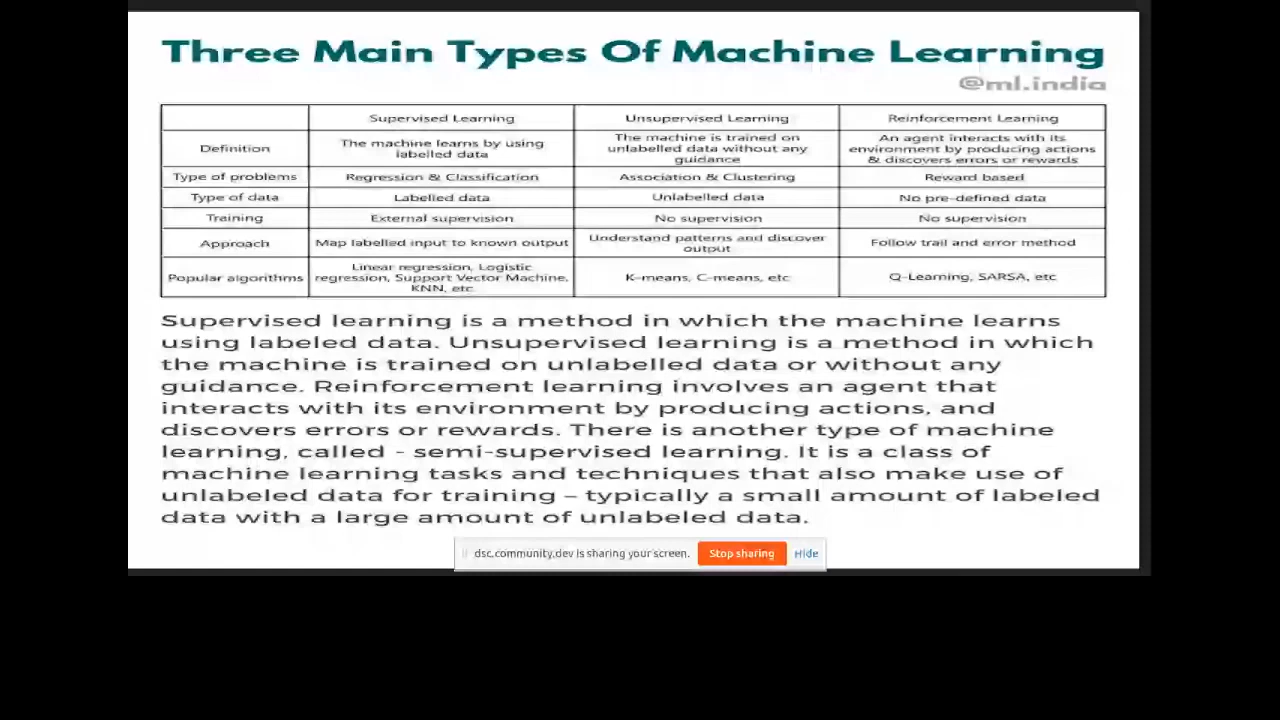 Three Main Types Of Machine Learning
@ml.india
Supervised Learning Unsupervised Learning Reinforcement Learning
Definition The machine learns by using labelled data The machine is trained on unlabelled data without any guidance An agent interacts with its environment by producing actions & discovers errors or rewards
Type of problems Regression & Classification Association & Clustering Reward based
Type of data Labelled data Unlabelled data No pre-defined data
Training External supervision No supervision No supervision
Approach Map labelled input to known output Understand patterns and discover output Follow trail and error method
Popular algorithms Linear regression, Logistic regression, Support Vector Machine, KNN, etc K-means, C-means, etc Q-Learning, SARSA, etc
Supervised learning is a method in which the machine learns
using labeled data. Unsupervised learning is a method in which
the machine is trained on unlabelled data or without any
guidance. Reinforcement learning involves an agent that
interacts with its environment by producing actions, and
discovers errors or rewards. There is another type of machine
learning, called - semi-supervised learning. It is a class of
machine learning tasks and techniques that also make use of
unlabeled data for training – typically a small amount of labeled
data with a large amount of unlabeled data.
dsc.community.dev is sharing your screen. Stop sharing Hide